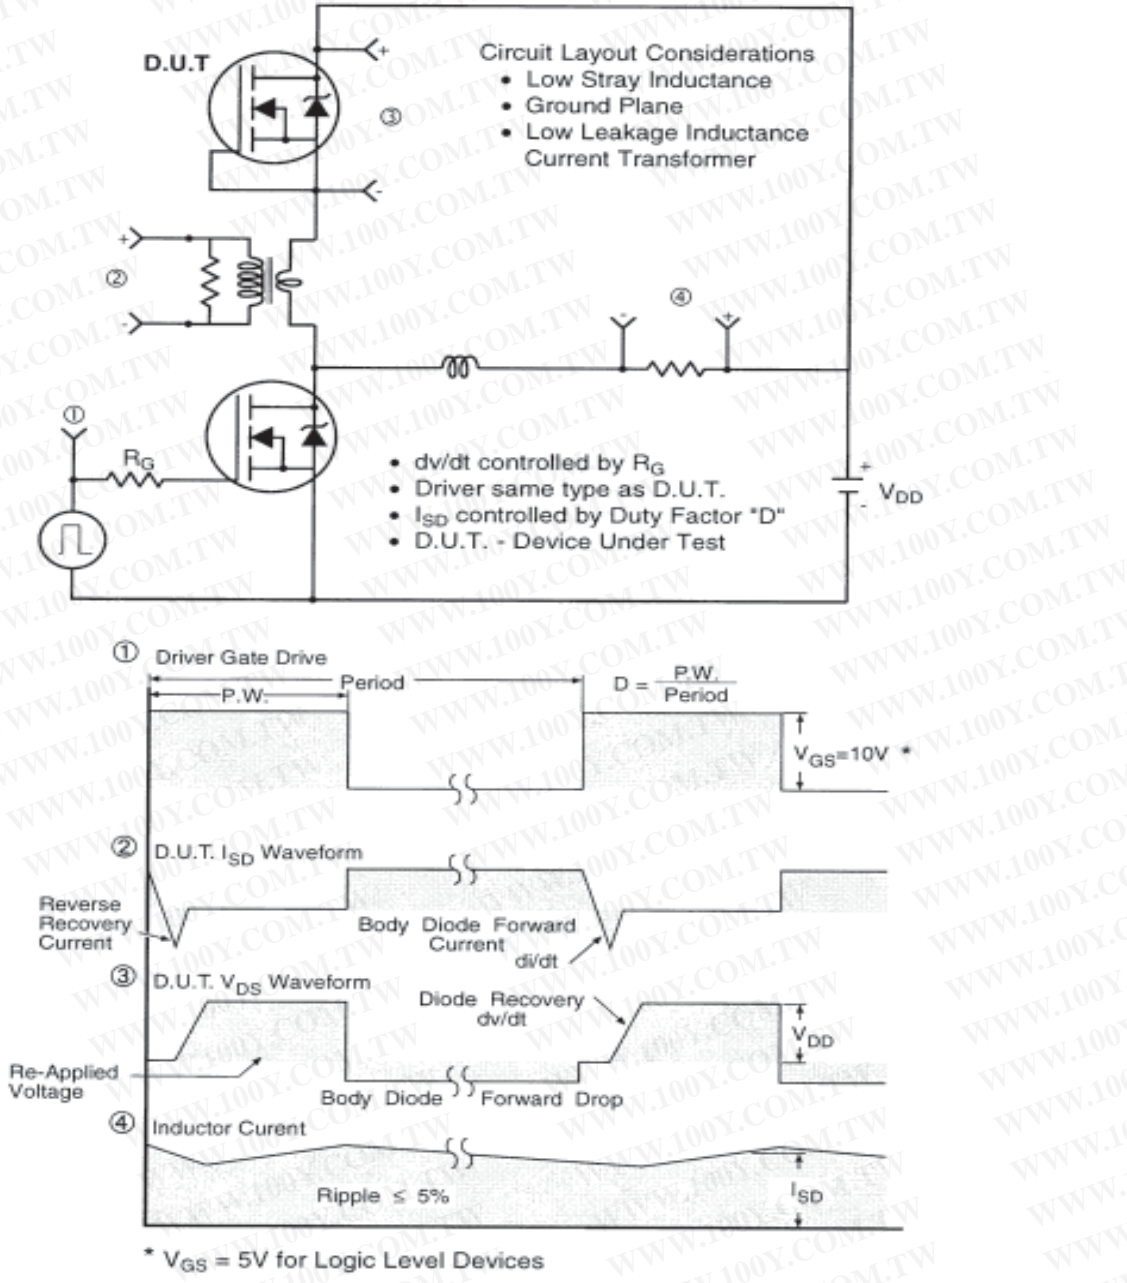 D.U.T
+
③
-
Circuit Layout Considerations
• Low Stray Inductance
• Ground Plane
• Low Leakage Inductance
Current Transformer
+
②
-
④
-
+
①
RG
• dv/dt controlled by RG
• Driver same type as D.U.T.
• ISD controlled by Duty Factor "D"
• D.U.T. - Device Under Test
+
VDD
-
① Driver Gate Drive
P.W.
Period
D = P.W. / Period
VGS=10V *
② D.U.T. ISD Waveform
Reverse
Recovery
Current
Body Diode Forward
Current
di/dt
③ D.U.T. VDS Waveform
Diode Recovery
dv/dt
VDD
Re-Applied
Voltage
Body Diode
Forward Drop
④ Inductor Curent
Ripple ≤ 5%
ISD
* VGS = 5V for Logic Level Devices
WWW.100Y.COM.TW